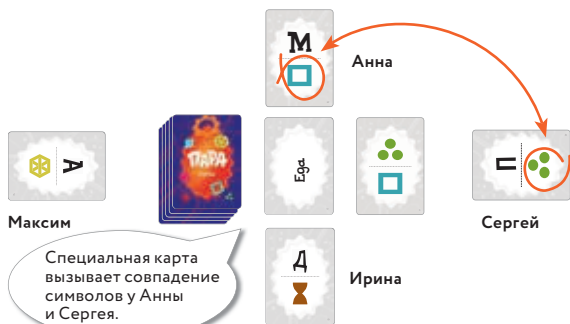 М
Анна
А
ПАРА
Еда
П
Максим
Сергей
Д
Ирина
Специальная карта
вызывает совпадение
символов у Анны
и Сергея.